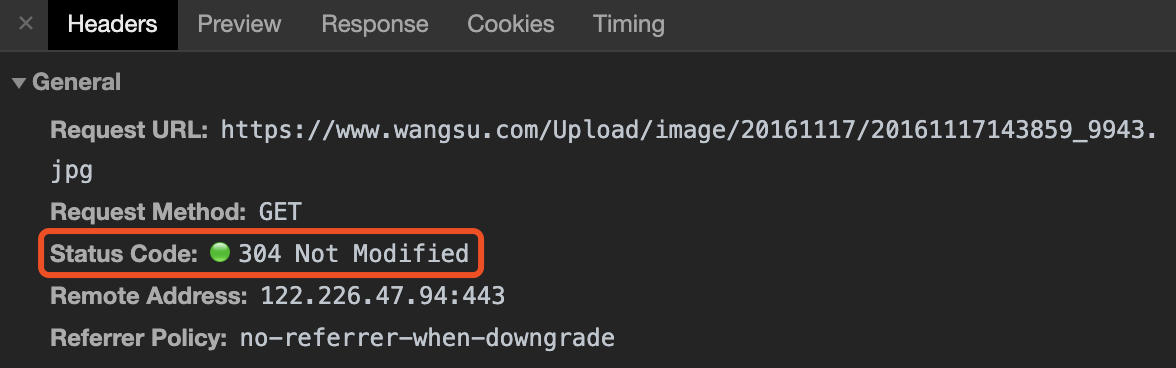 × Headers Preview Response Cookies Timing
▼ General
Request URL: https://www.wangsu.com/Upload/image/20161117/20161117143859_9943.
jpg
Request Method: GET
Status Code: 304 Not Modified
Remote Address: 122.226.47.94:443
Referrer Policy: no-referrer-when-downgrade